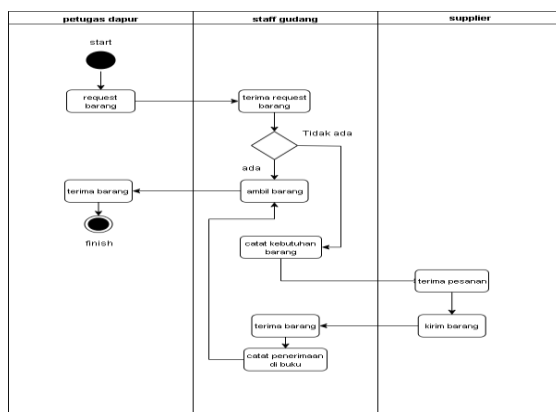 petugas dapur
staff gudang
supplier
start
request
barang
terima request
barang
Tidak ada
ada
terima barang
ambil barang
finish
catat kebutuhan
barang
terima pesanan
terima barang
kirim barang
catat penerimaan
di buku